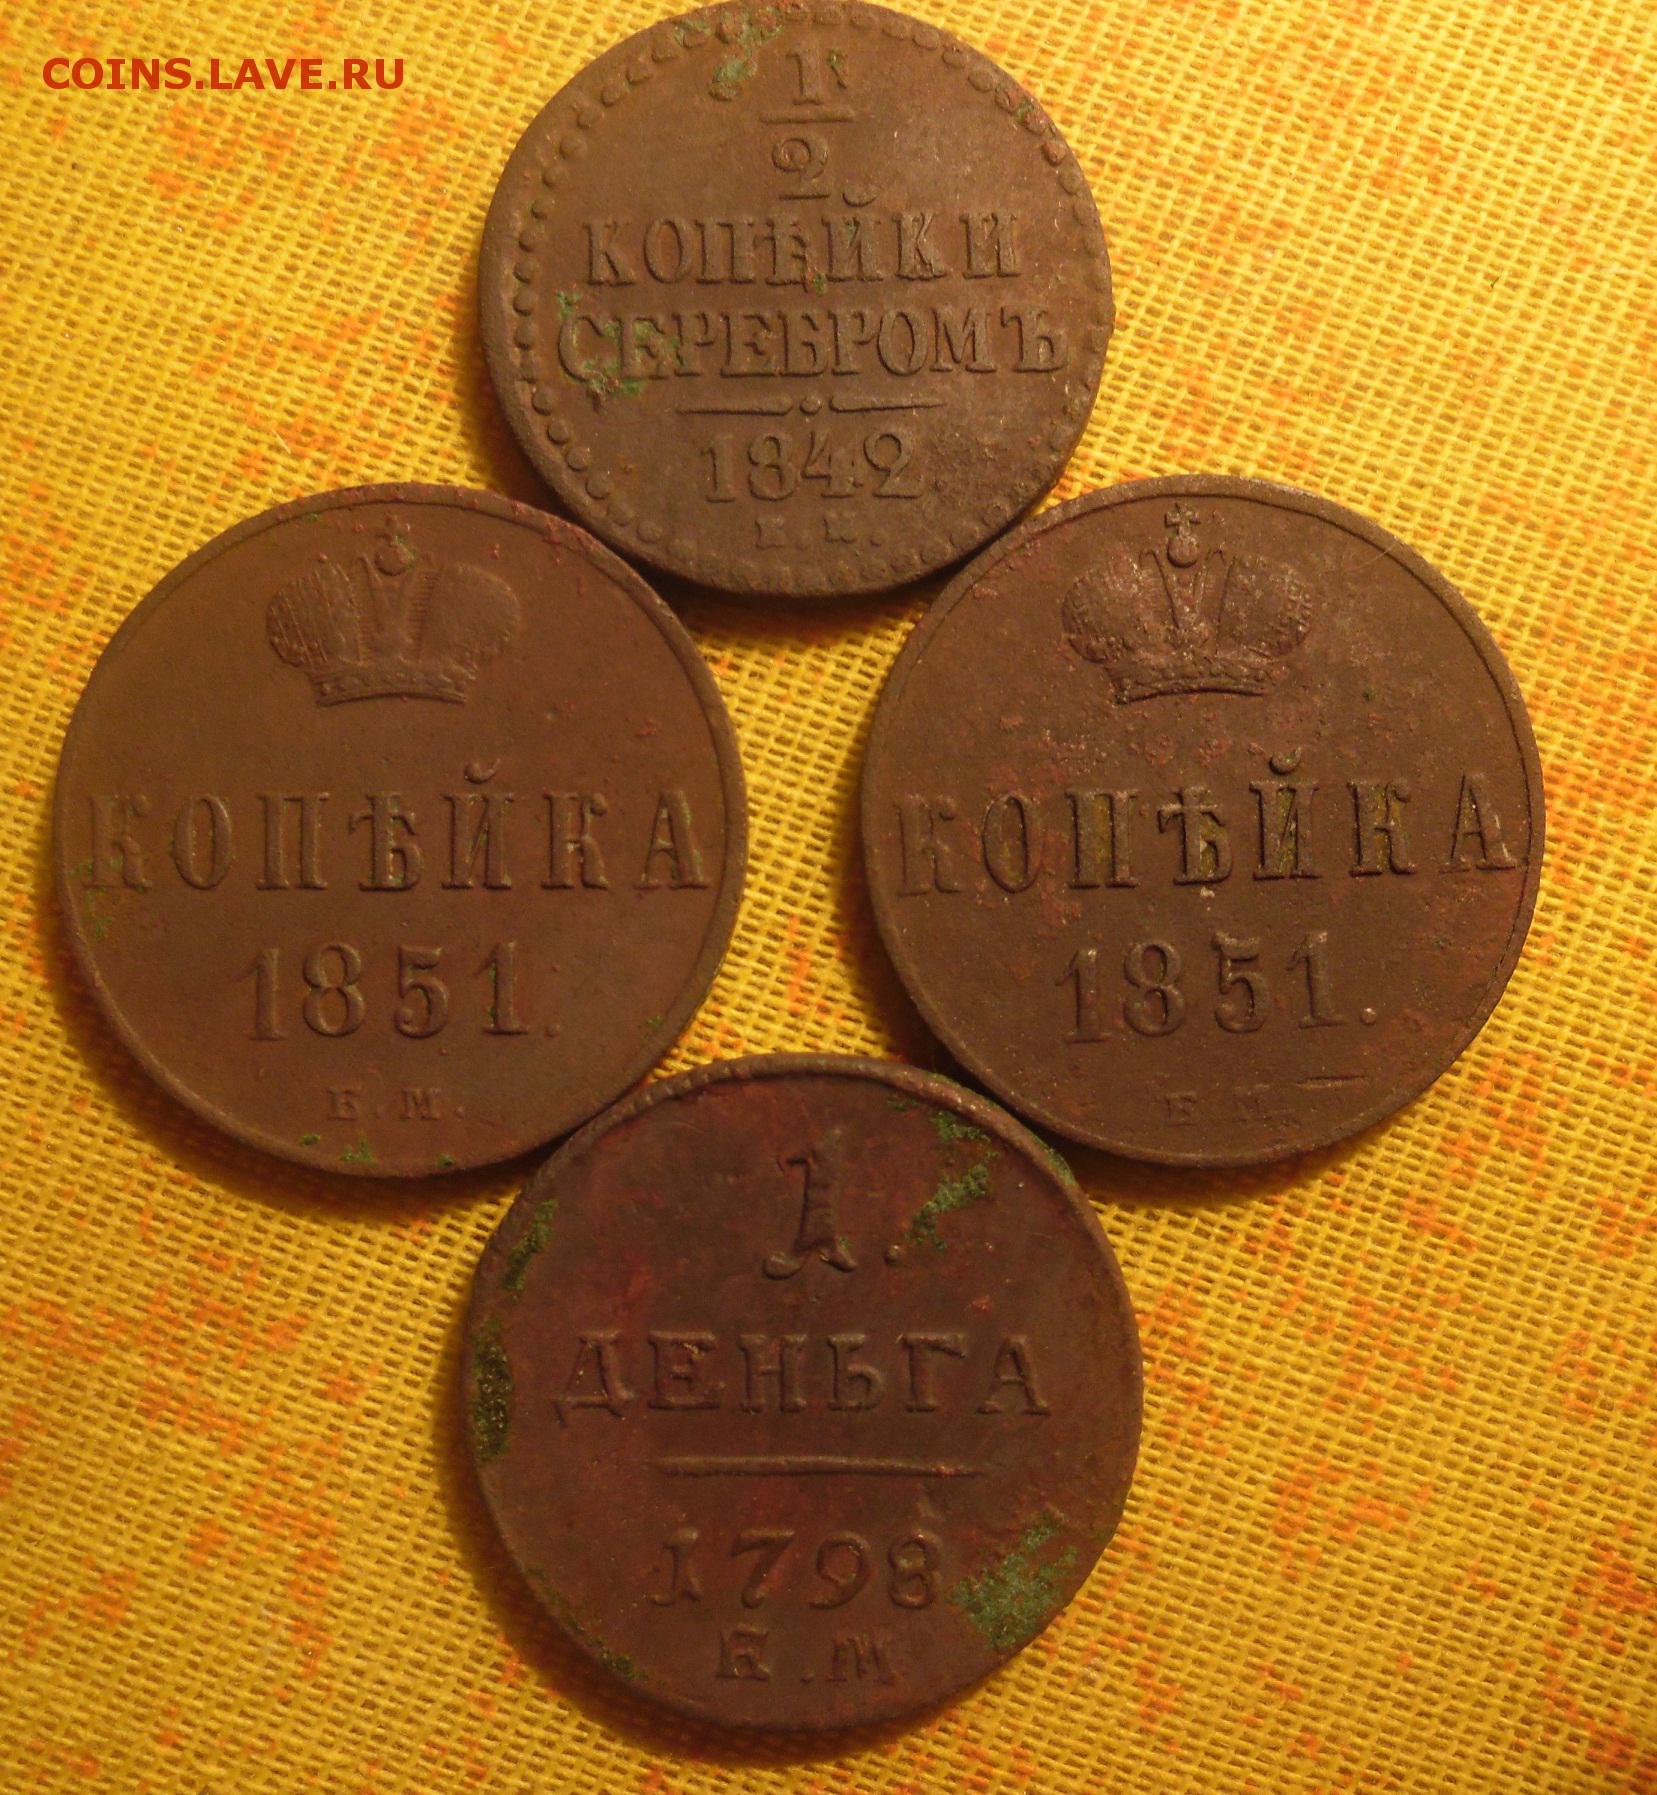 COINS.LAVE.RU
1
2
КОПѢЙКИ
СЕРЕБРОМЪ
1842.
КОПѢЙКА
1851.
Е.М.
КОПѢЙКА
1851.
Е М
1.
ДЕНЬГА
1798
Е.М